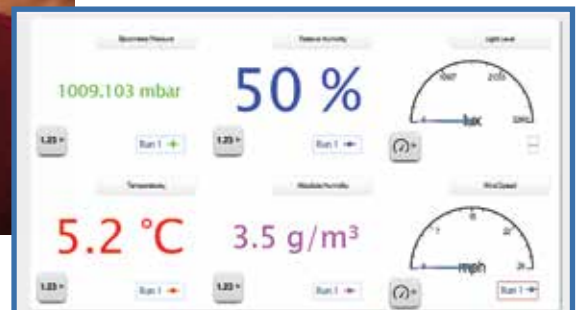 Barometric Pressure
Relative Humidity
Light Level
1009.103 mbar
50 %
lux
1.23
Run 1
1.23
Run 1
Temperature
Absolute Humidity
Wind Speed
5.2 °C
3.5 g/m³
mph
1.23
Run 1
1.23
Run 1
Run 1